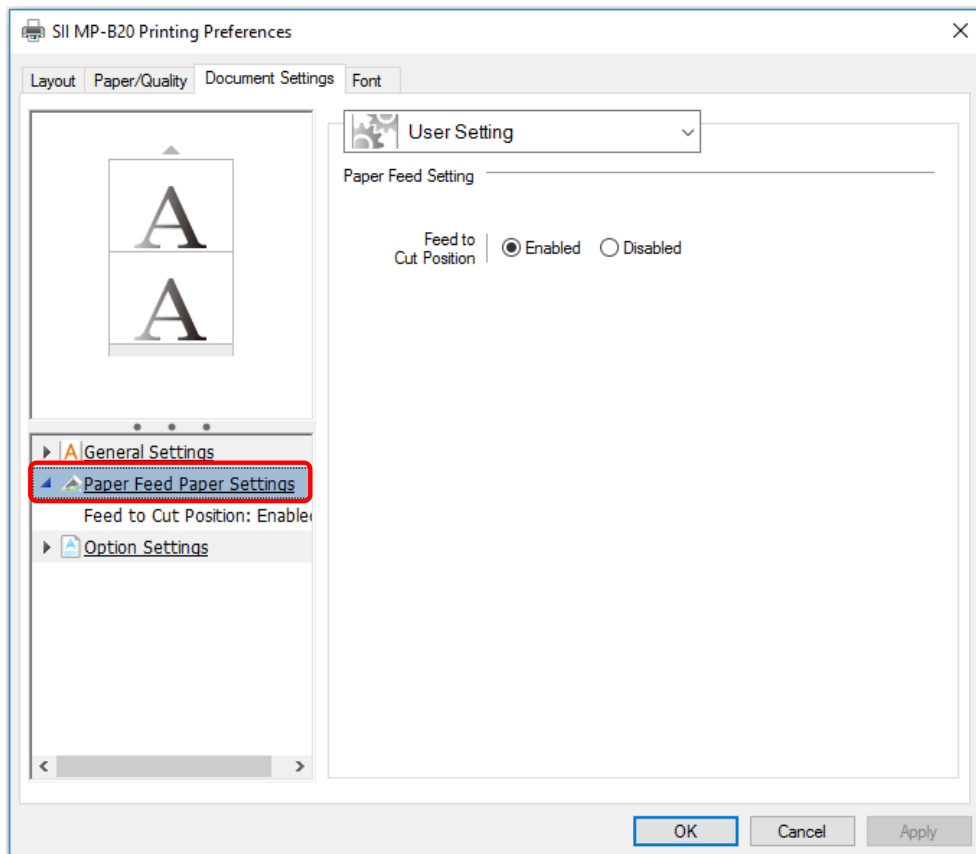 SII MP-B20 Printing Preferences
Layout Paper/Quality Document Settings Font
A
A
User Setting
Paper Feed Setting
Feed to
Cut Position
Enabled Disabled
A General Settings
Paper Feed Paper Settings
Feed to Cut Position: Enable
Option Settings
OK Cancel Apply